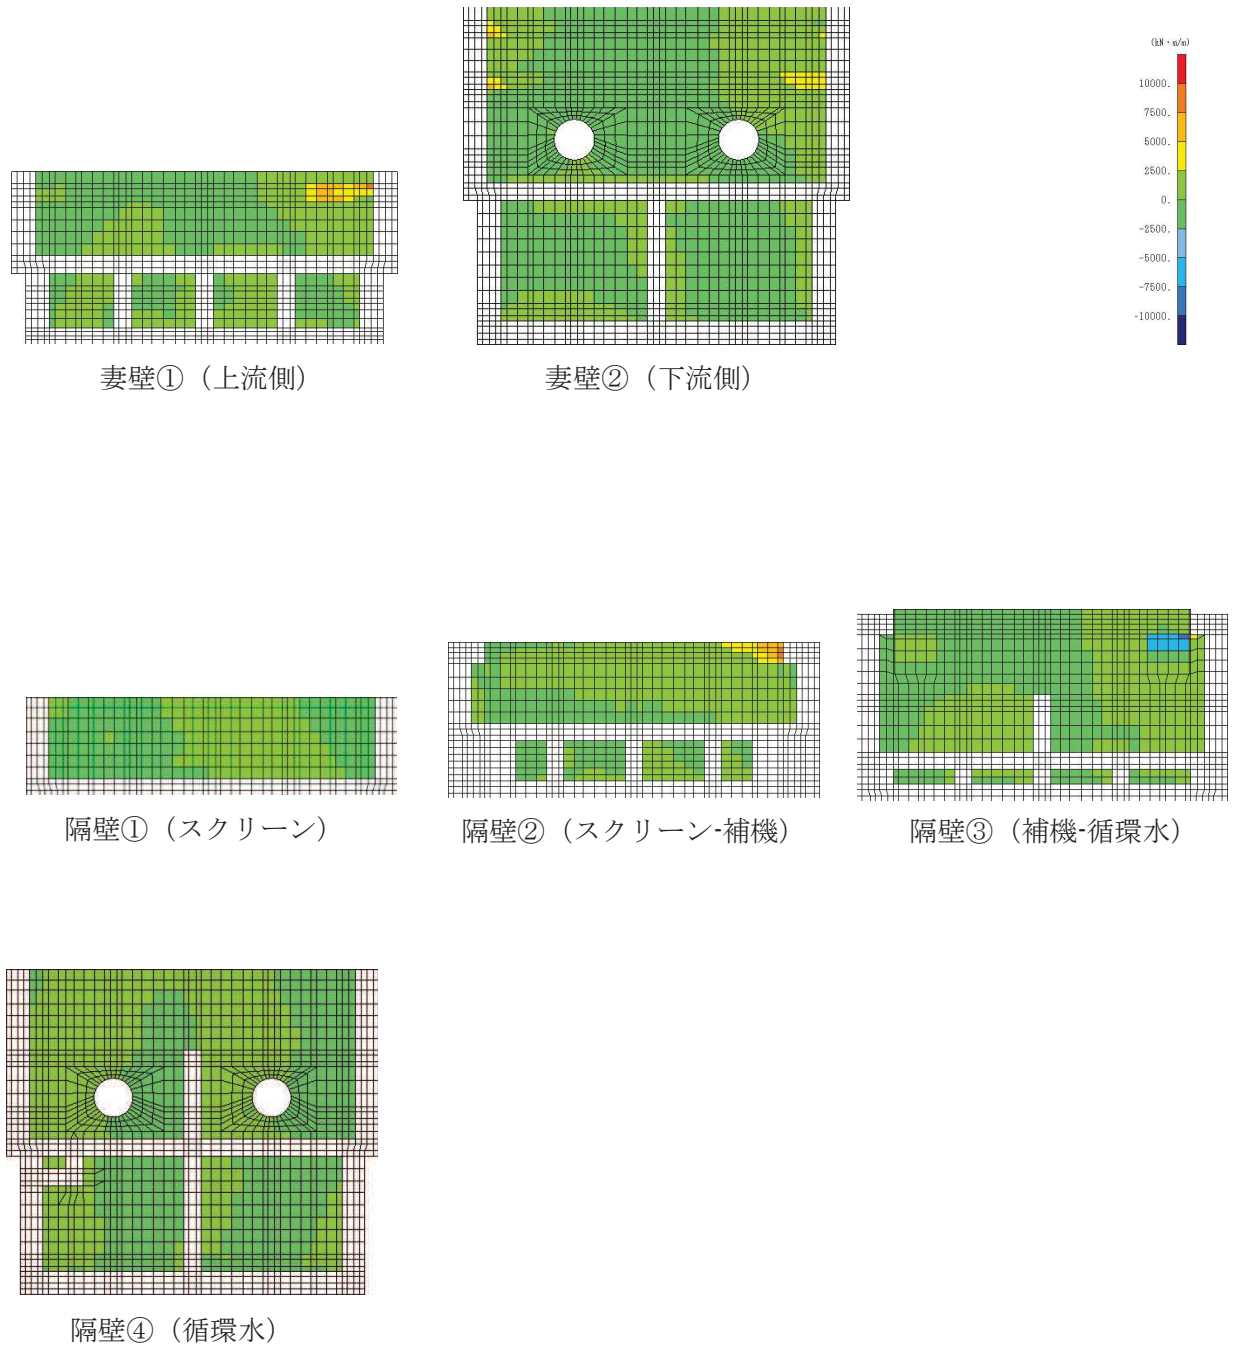 (kN・m/m)
10000.
7500.
5000.
2500.
0.
-2500.
-5000.
-7500.
-10000.
妻壁①（上流側）
妻壁②（下流側）
隔壁①（スクリーン）
隔壁②（スクリーン-補機）
隔壁③（補機-循環水）
隔壁④（循環水）